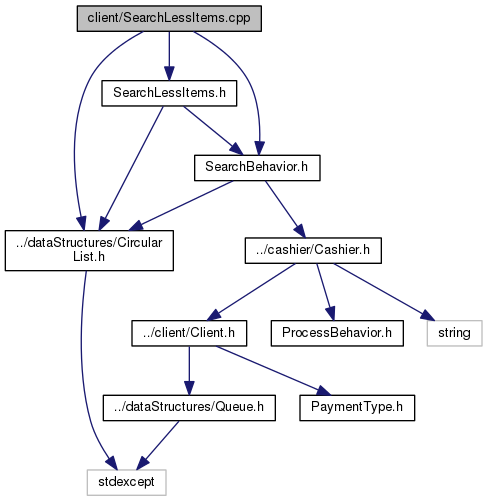 client/SearchLessItems.cpp
SearchLessItems.h
SearchBehavior.h
../dataStructures/Circular
List.h
../cashier/Cashier.h
../client/Client.h
ProcessBehavior.h
string
../dataStructures/Queue.h
PaymentType.h
stdexcept